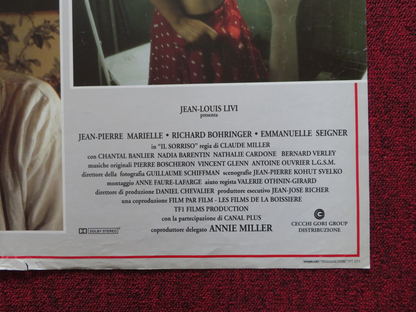 JEAN-LOUIS LIVI
presenta
JEAN-PIERRE MARIELLE • RICHARD BOHRINGER • EMMANUELLE SEIGNER
in "IL SORRISO" regia di CLAUDE MILLER
con CHANTAL BANLIER NADIA BARENTIN NATHALIE CARDONE BERNARD VERLEY
musiche originali PIERRE BOSCHERON VINCENT GLENN ANTOINE OUVRIER L.G.S.M.
direttore della fotografia GUILLAUME SCHIFFMAN scenografie JEAN-PIERRE KOHUT SVELKO
montaggio ANNE FAURE-LAFARGE aiuto regista VALERIE OTHNIN-GIRARD
direttore di produzione DANIEL CHEVALIER produttore esecutivo JEAN-JOSE RICHER
una coproduzione FILM PAR FILM - LES FILMS DE LA BOISSIERE
TF1 FILMS PRODUCTION
con la partecipazione di CANAL PLUS
coproduttore delegato ANNIE MILLER
DOLBY STEREO
CECCHI GORI GROUP
DISTRIBUZIONE